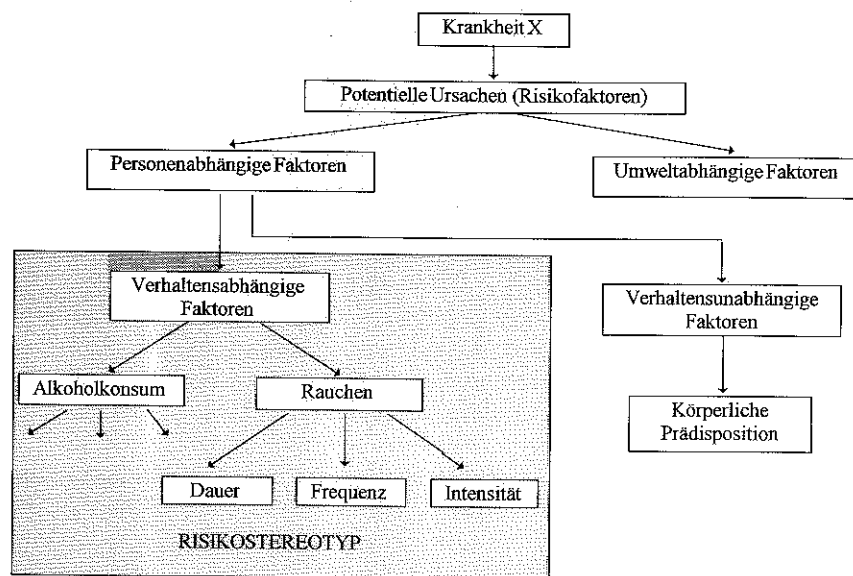 Krankheit X
Potentielle Ursachen (Risikofaktoren)
Personenabhängige Faktoren
Umweltabhängige Faktoren
Verhaltensabhängige
Faktoren
Verhaltensunabhängige
Faktoren
Alkoholkonsum
Rauchen
Körperliche
Prädisposition
Dauer
Frequenz
Intensität
RISIKOSTEREOTYP